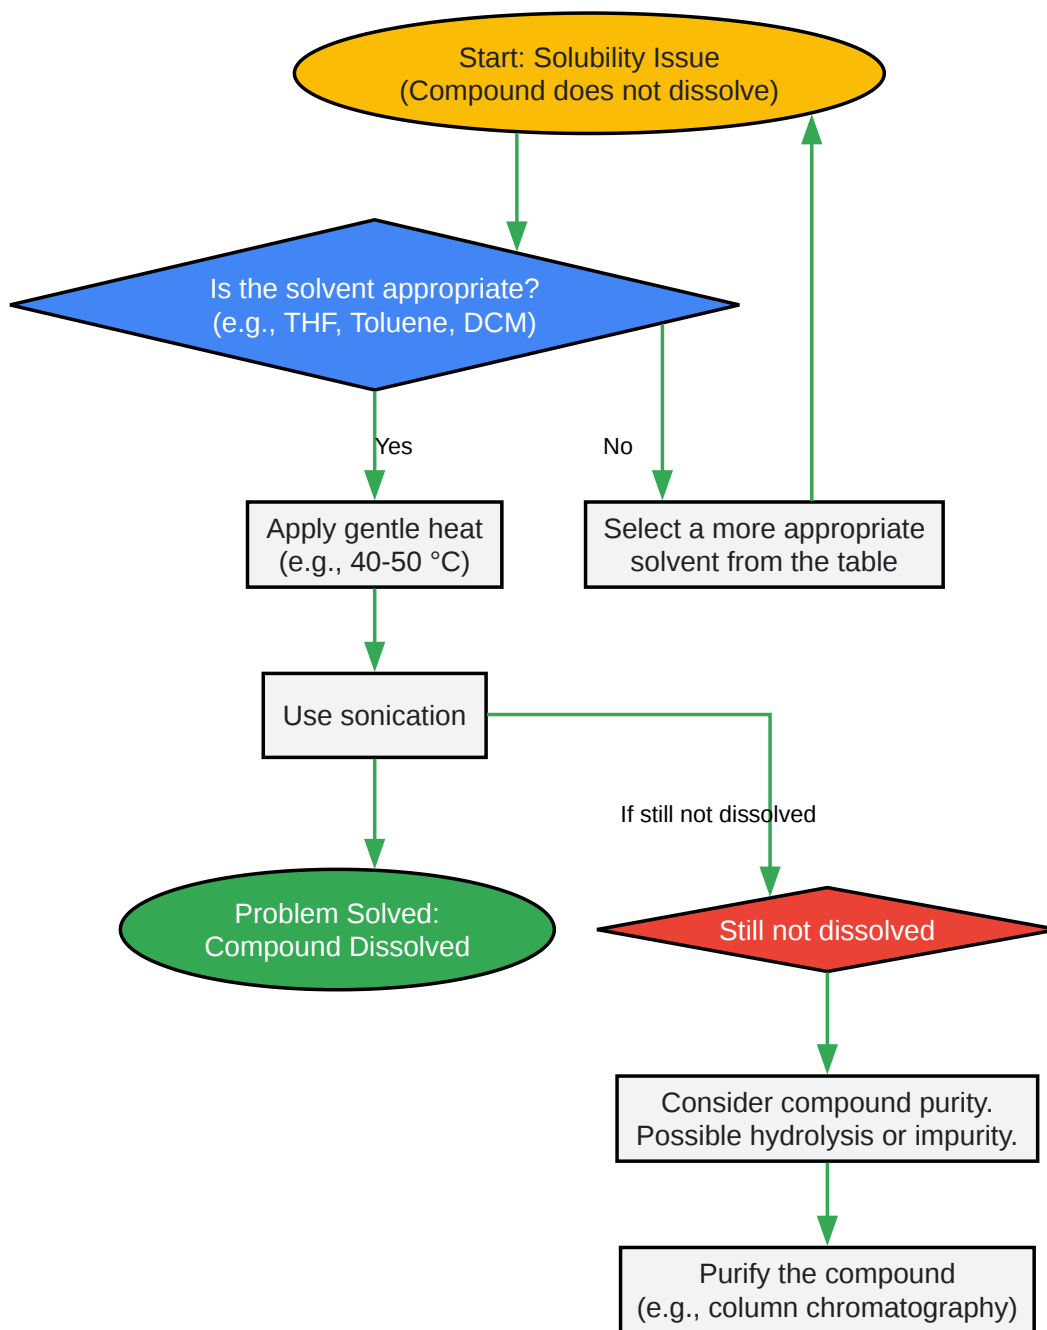 Start: Solubility Issue
(Compound does not dissolve)
Is the solvent appropriate?
(e.g., THF, Toluene, DCM)
Yes
No
Apply gentle heat
(e.g., 40-50 °C)
Select a more appropriate
solvent from the table
Use sonication
If still not dissolved
Problem Solved:
Compound Dissolved
Still not dissolved
Consider compound purity.
Possible hydrolysis or impurity.
Purify the compound
(e.g., column chromatography)